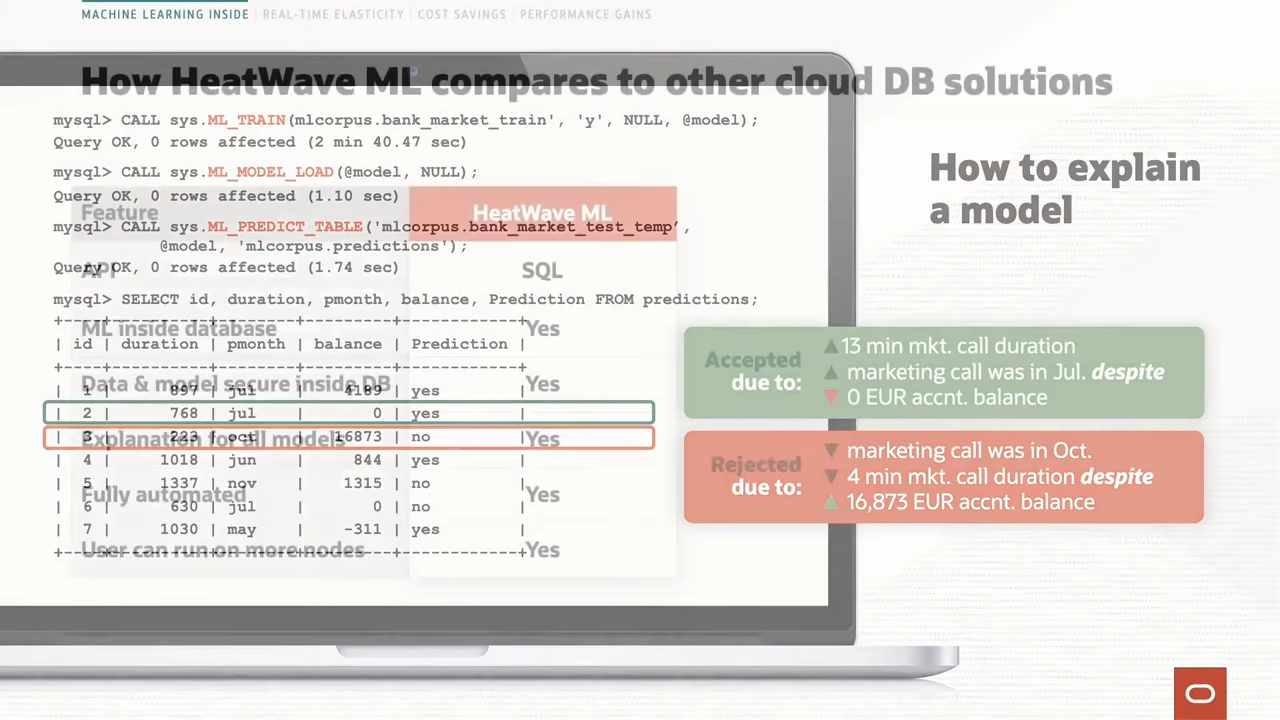 MACHINE LEARNING INSIDE | REAL-TIME ELASTICITY | COST SAVINGS | PERFORMANCE GAINS
How HeatWave ML compares to other cloud DB solutions
mysql> CALL sys.ML_TRAIN(mlcorpus.bank_market_train', 'y', NULL, @model);
Query OK, 0 rows affected (2 min 40.47 sec)
mysql> CALL sys.ML_MODEL_LOAD(@model, NULL);
Query OK, 0 rows affected (1.10 sec)
mysql> CALL sys.ML_PREDICT_TABLE('mlcorpus.bank_market_test_temp',
@model, 'mlcorpus.predictions');
Query OK, 0 rows affected (1.74 sec)
mysql> SELECT id, duration, pmonth, balance, Prediction FROM predictions;
| id | duration | pmonth | balance | Prediction |
| 1 | 897 | jul | 4189 | yes |
| 2 | 768 | jul | 0 | yes |
| 3 | 223 | oct | 16873 | no |
| 4 | 1018 | jun | 844 | yes |
| 5 | 1337 | nov | 1315 | no |
| 6 | 630 | jul | 0 | no |
| 7 | 1030 | may | -311 | yes |
Feature HeatWave ML
API SQL
ML inside database Yes
Data & model secure inside DB Yes
Explanation for all models Yes
Fully automated Yes
User can run on more nodes Yes
How to explain
a model
Accepted
due to:
▲13 min mkt. call duration
▲ marketing call was in Jul. despite
▼ 0 EUR accnt. balance
Rejected
due to:
▼ marketing call was in Oct.
▼ 4 min mkt. call duration despite
▲ 16,873 EUR accnt. balance